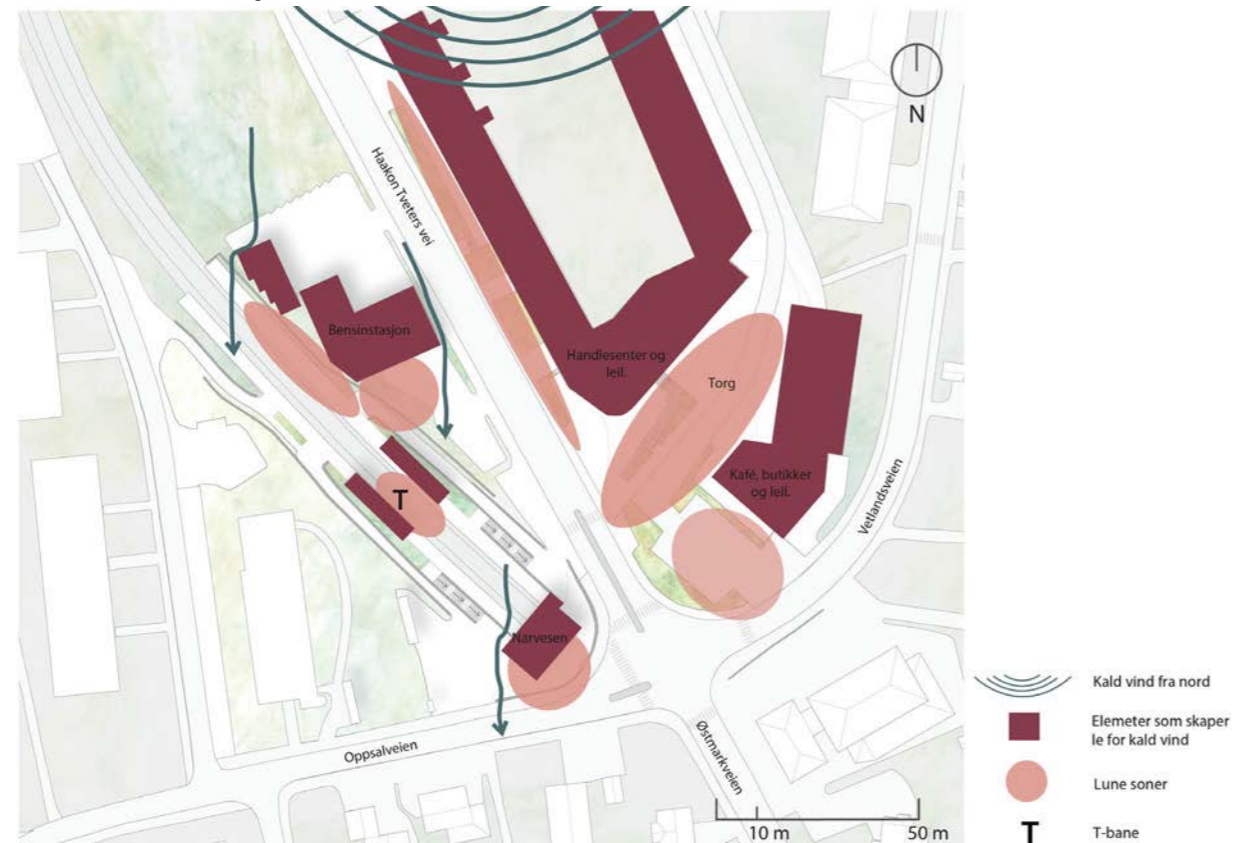 N
Haakon Tveters vei
Bensinstasjon
Handlesenter og
leil.
Torg
Kafé, butikker
og leil.
Vetlandsveien
T
Narvesen
Oppsalveien
Østmarkveien
10 m
50 m
Kald vind fra nord
Elemeter som skaper
le for kald vind
Lune soner
T
T-bane